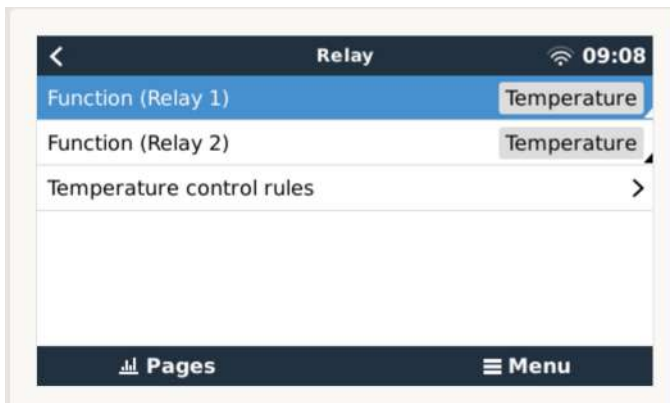 Relay 09:08
Function (Relay 1) Temperature
Function (Relay 2) Temperature
Temperature control rules
Pages Menu